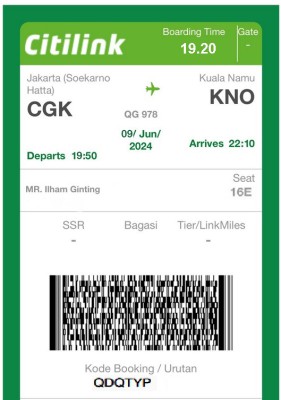 Citilink
Boarding Time
19.20
Gate
-
Jakarta (Soekarno
Hatta)
Kuala Namu
CGK
KNO
QG 978
09/ Jun/
2024
Departs 19:50
Arrives 22:10
MR. Ilham Ginting
Seat
16E
SSR
Bagasi
Tier/LinkMiles
-
-
Kode Booking / Urutan
QDQTYP